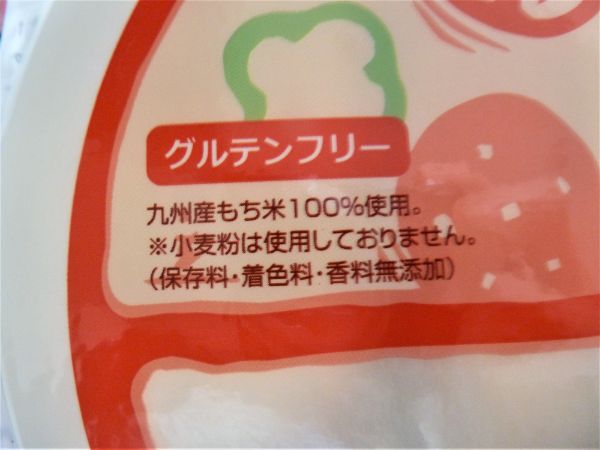 グルテンフリー
九州産もち米100%使用。
※小麦粉は使用しておりません。
(保存料・着色料・香料無添加)